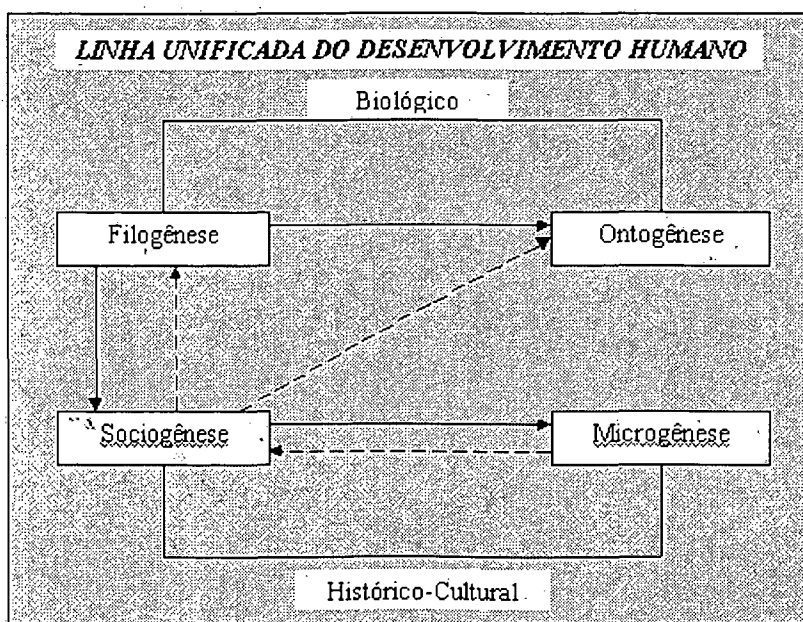 LINHA UNIFICADA DO DESENVOLVIMENTO HUMANO
Biológico
Filogênese
Ontogênese
Sociogênese
Microgênese
Histórico-Cultural